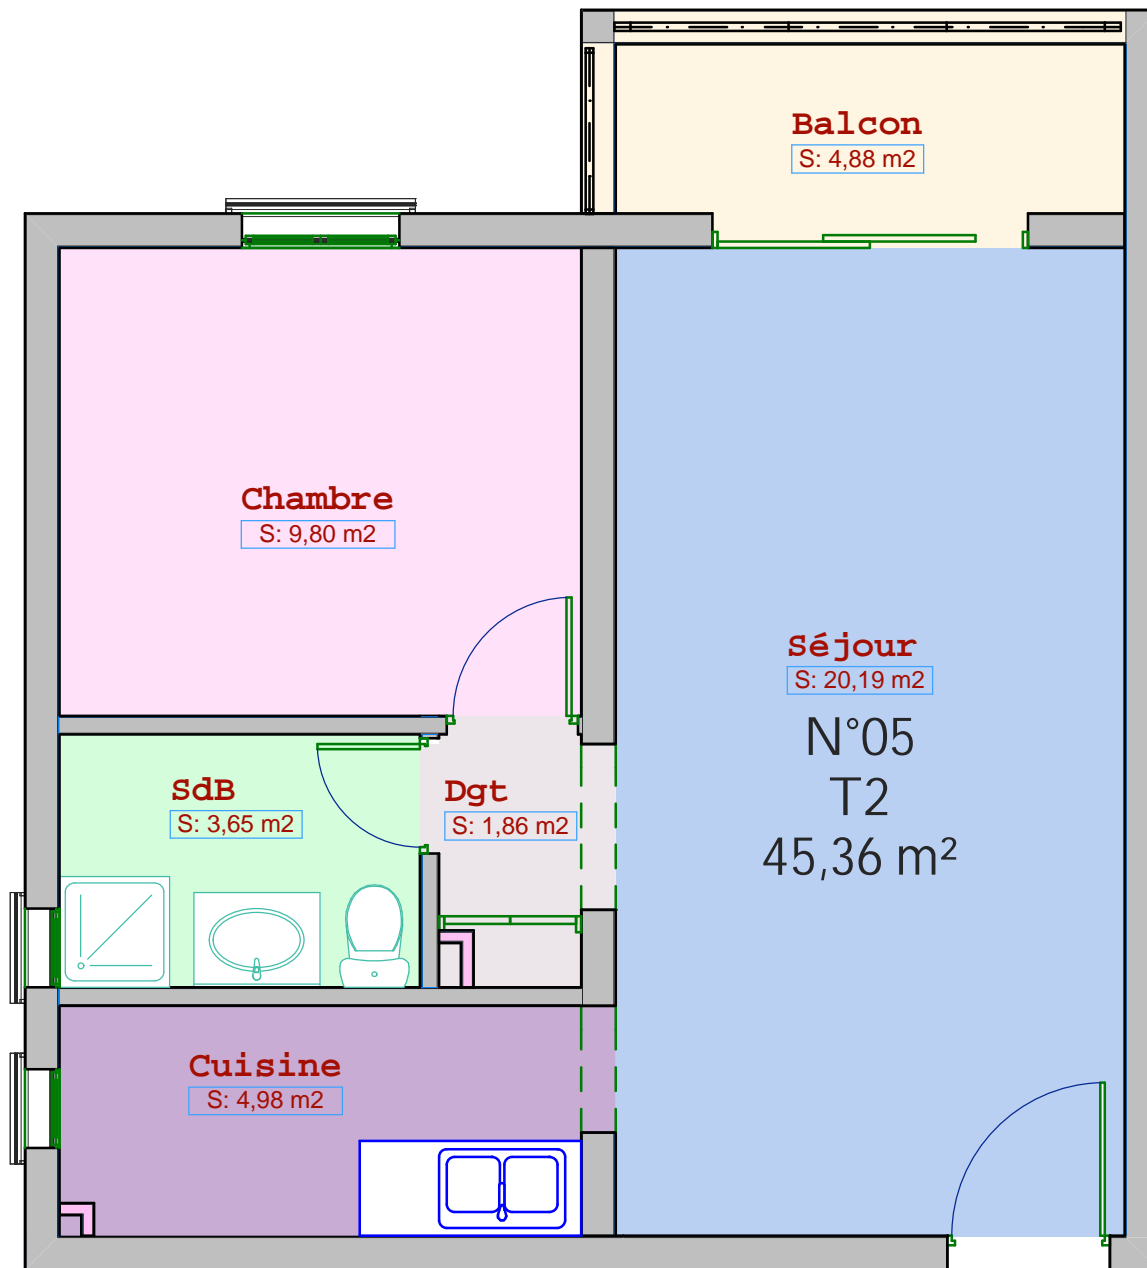 Balcon
S: 4,88 m2
Chambre
S: 9,80 m2
Séjour
S: 20,19 m2
N°05
T2
45,36 m²
SdB
S: 3,65 m2
Dgt
S: 1,86 m2
Cuisine
S: 4,98 m2